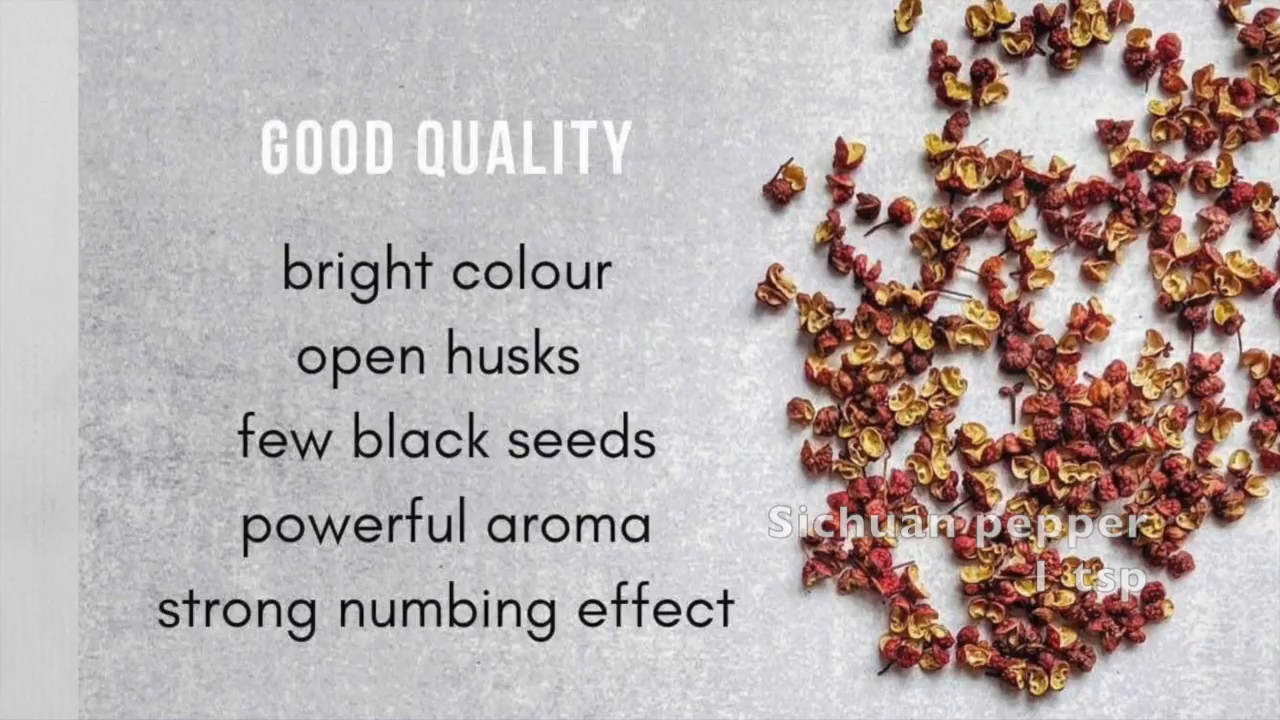 GOOD QUALITY
bright colour
open husks
few black seeds
powerful aroma
strong numbing effect
Sichuan pepper
1 tsp